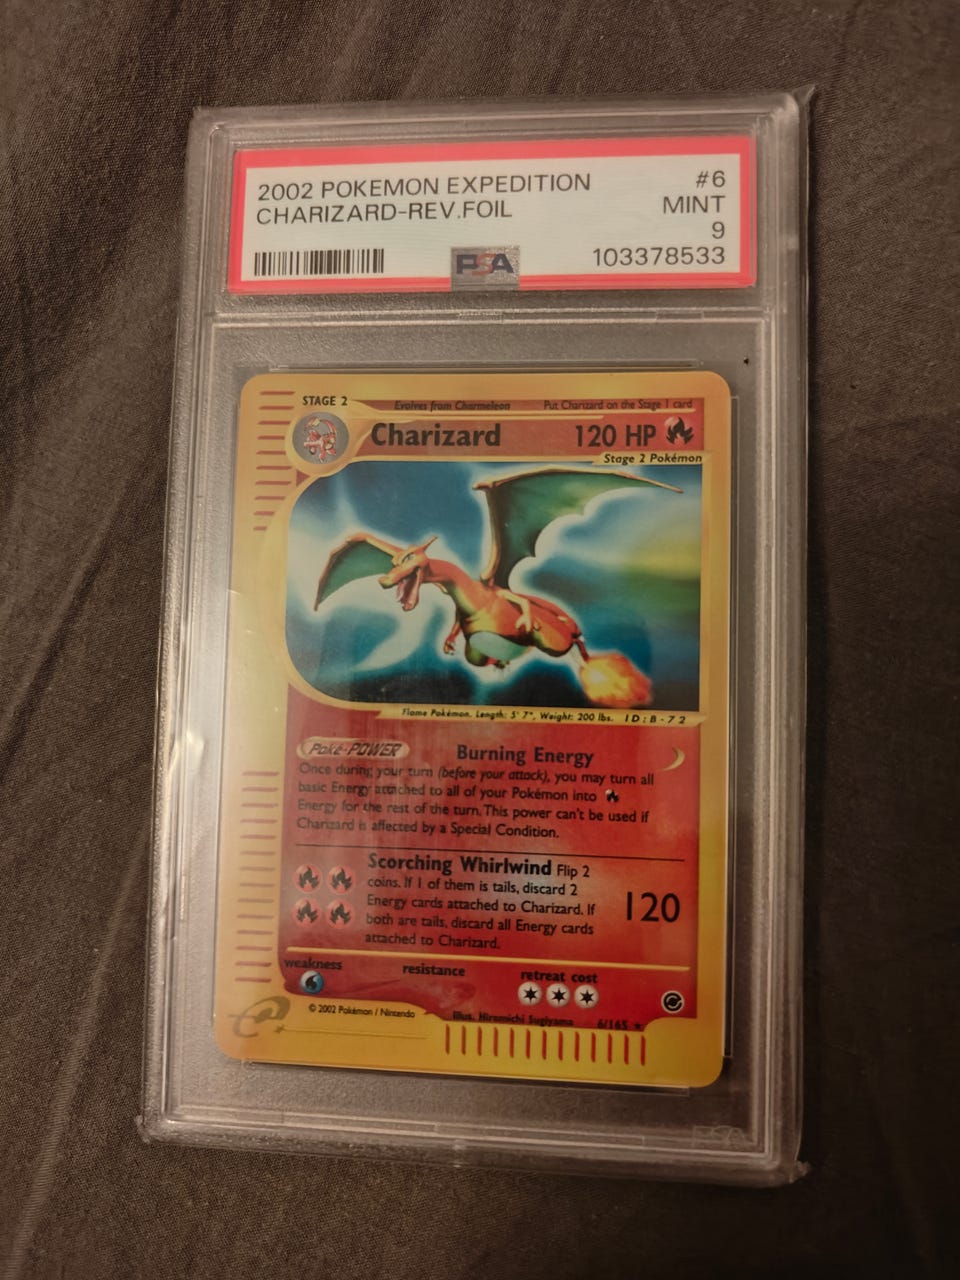 2002 POKEMON EXPEDITION #6
CHARIZARD-REV.FOIL MINT
9
PSA 103378533
STAGE 2 Evolves from Charmeleon Put Charizard on the Stage 1 card
Charizard 120 HP
Stage 2 Pokémon
Flame Pokémon. Length: 5' 7", Weight: 200 lbs. ID:B-72
Poké-POWER Burning Energy
Once during your turn (before your attack), you may turn all
basic Energy attached to all of your Pokémon into
Energy for the rest of the turn. This power can't be used if
Charizard is affected by a Special Condition.
Scorching Whirlwind Flip 2
coins. If 1 of them is tails, discard 2
Energy cards attached to Charizard. If
both are tails, discard all Energy cards
attached to Charizard.
120
weakness resistance retreat cost
© 2002 Pokémon / Nintendo Illus. Hiromichi Sugiyama 6/165 ★
e
PSA